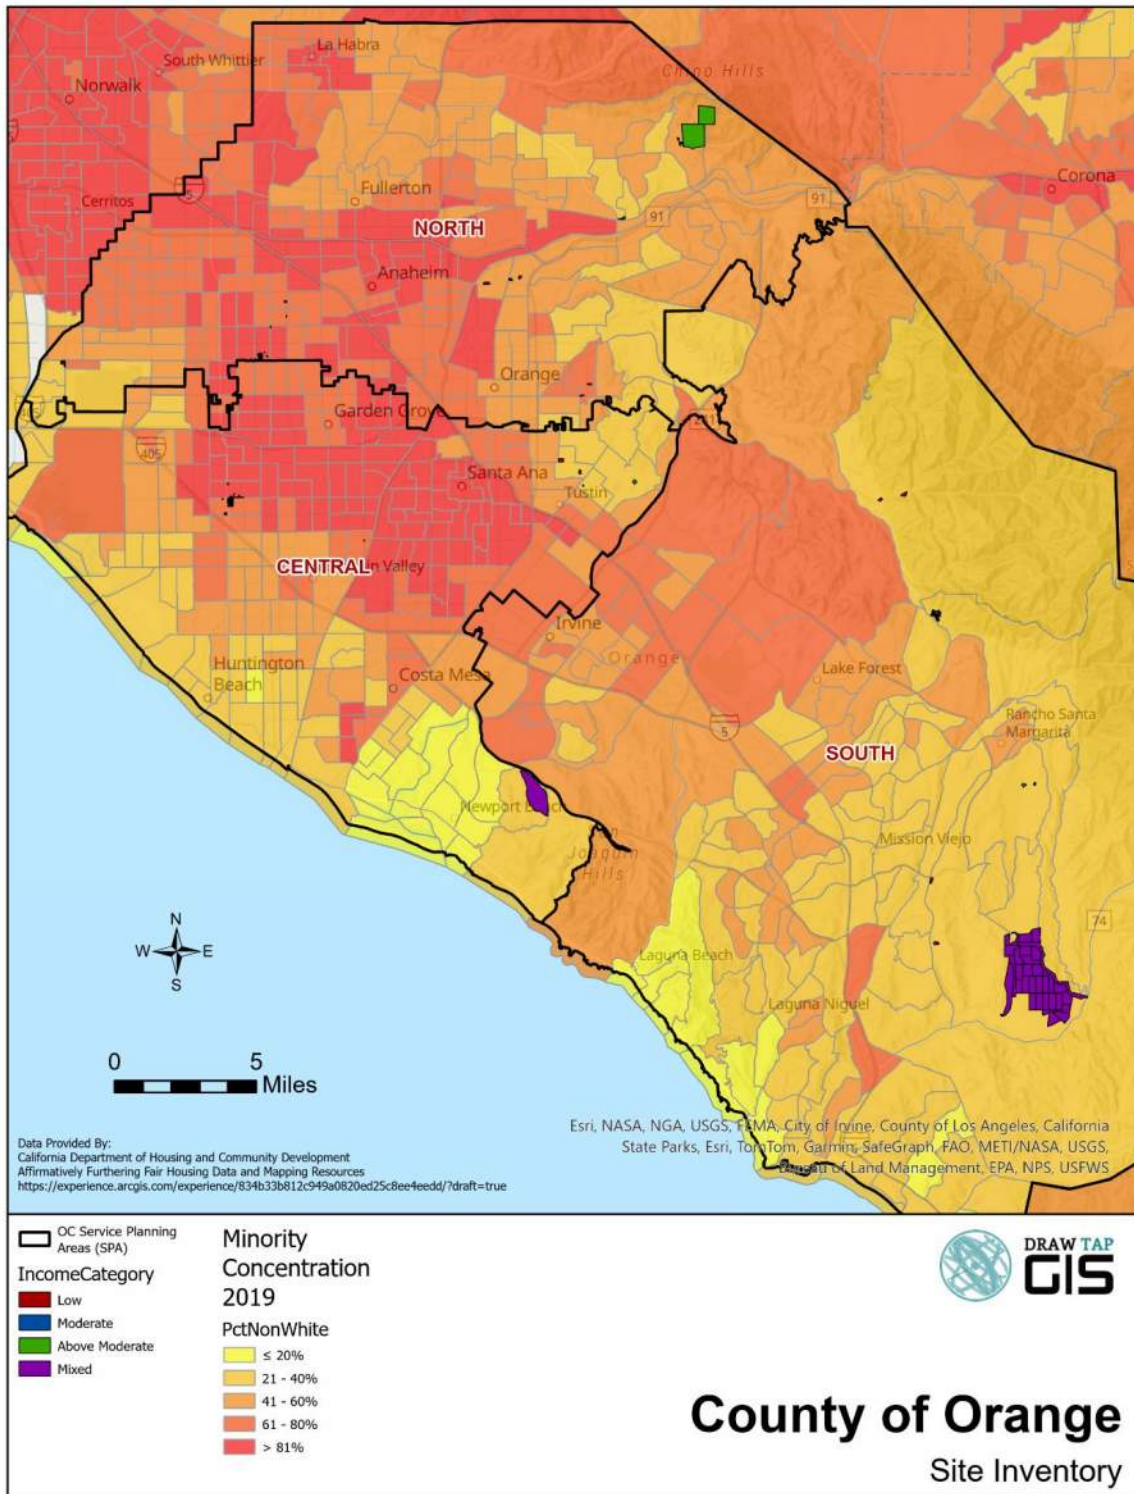 Chino Hills
La Habra
South Whittier
Norwalk
Corona
Cerritos
5
Fullerton
91
91
NORTH
Anaheim
Orange
405
Garden Grove
241
405
Santa Ana
Tustin
CENTRAL
n Valley
Irvine
Orange
Huntington
Beach
Costa Mesa
Lake Forest
Rancho Santa
Margarita
5
SOUTH
Newport Beach
Mission Viejo
Joaquin
Hills
74
N
W E
S
Laguna Beach
Laguna Niguel
0 5
Miles
Esri, NASA, NGA, USGS, FEMA, City of Irvine, County of Los Angeles, California
State Parks, Esri, TomTom, Garmin, SafeGraph, FAO, METI/NASA, USGS,
Bureau of Land Management, EPA, NPS, USFWS
Data Provided By:
California Department of Housing and Community Development
Affirmatively Furthering Fair Housing Data and Mapping Resources
https://experience.arcgis.com/experience/834b33b812c949a0820ed25c8ee4eedd/?draft=true
OC Service Planning
Areas (SPA)
IncomeCategory
Low
Moderate
Above Moderate
Mixed
Minority
Concentration
2019
PctNonWhite
≤ 20%
21 - 40%
41 - 60%
61 - 80%
> 81%
DRAW TAP
GIS
County of Orange
Site Inventory